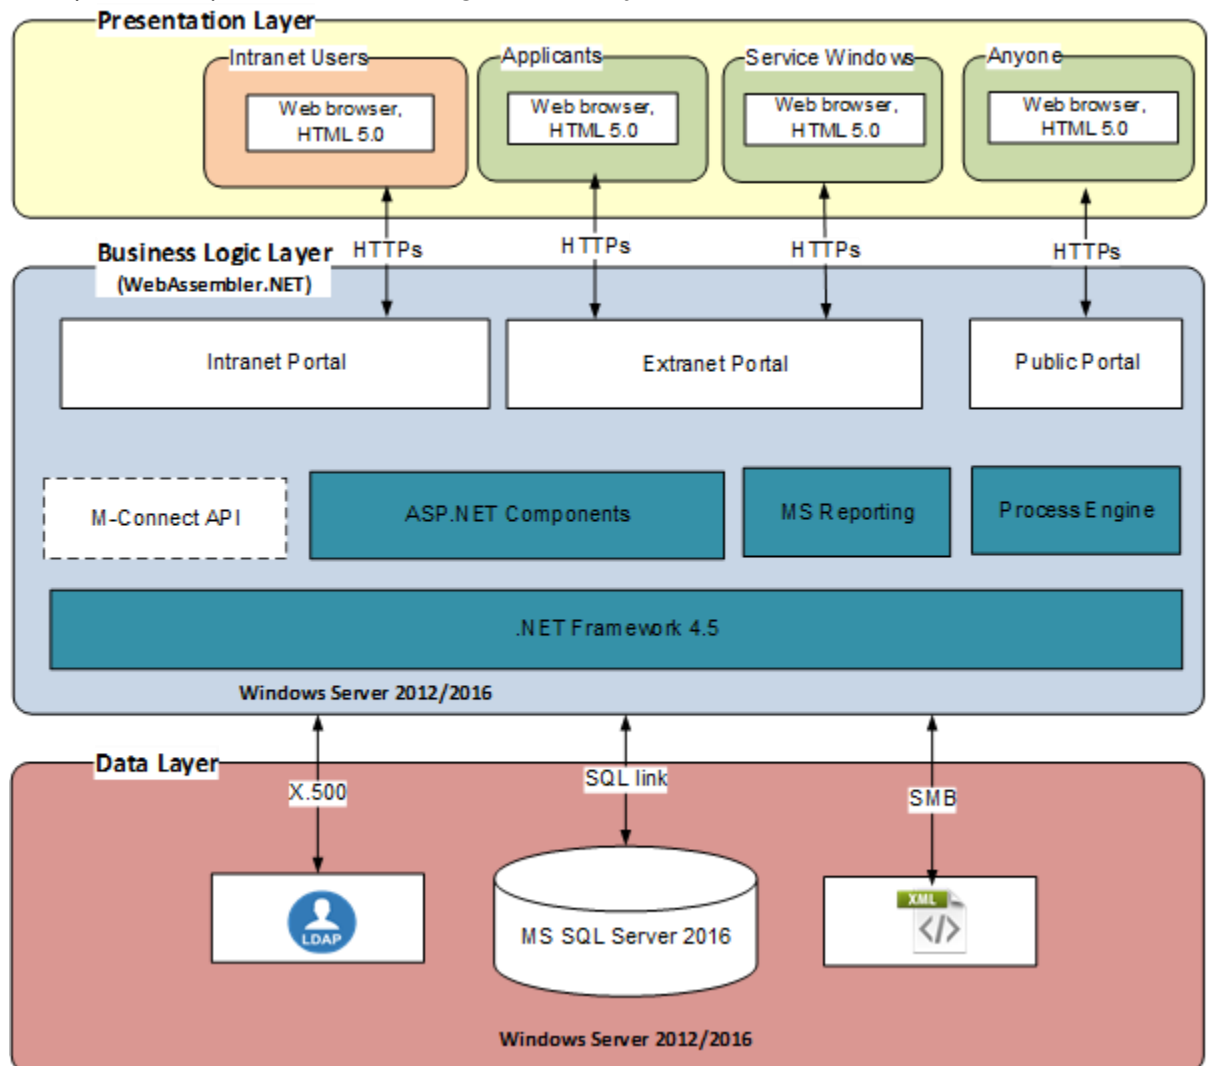 Presentation Layer
Intranet Users
Applicants
Service Windows
Anyone
Web browser,
HTML 5.0
Web browser,
HTML 5.0
Web browser,
HTML 5.0
Web browser,
HTML 5.0
HTTPs
HTTPs
HTTPs
HTTPs
Business Logic Layer
(WebAssembler.NET)
Intranet Portal
Extranet Portal
Public Portal
M-Connect API
ASP.NET Components
MS Reporting
Process Engine
.NET Framework 4.5
Windows Server 2012/2016
Data Layer
X.500
SQL link
SMB
LDAP
MS SQL Server 2016
XML
</>
Windows Server 2012/2016